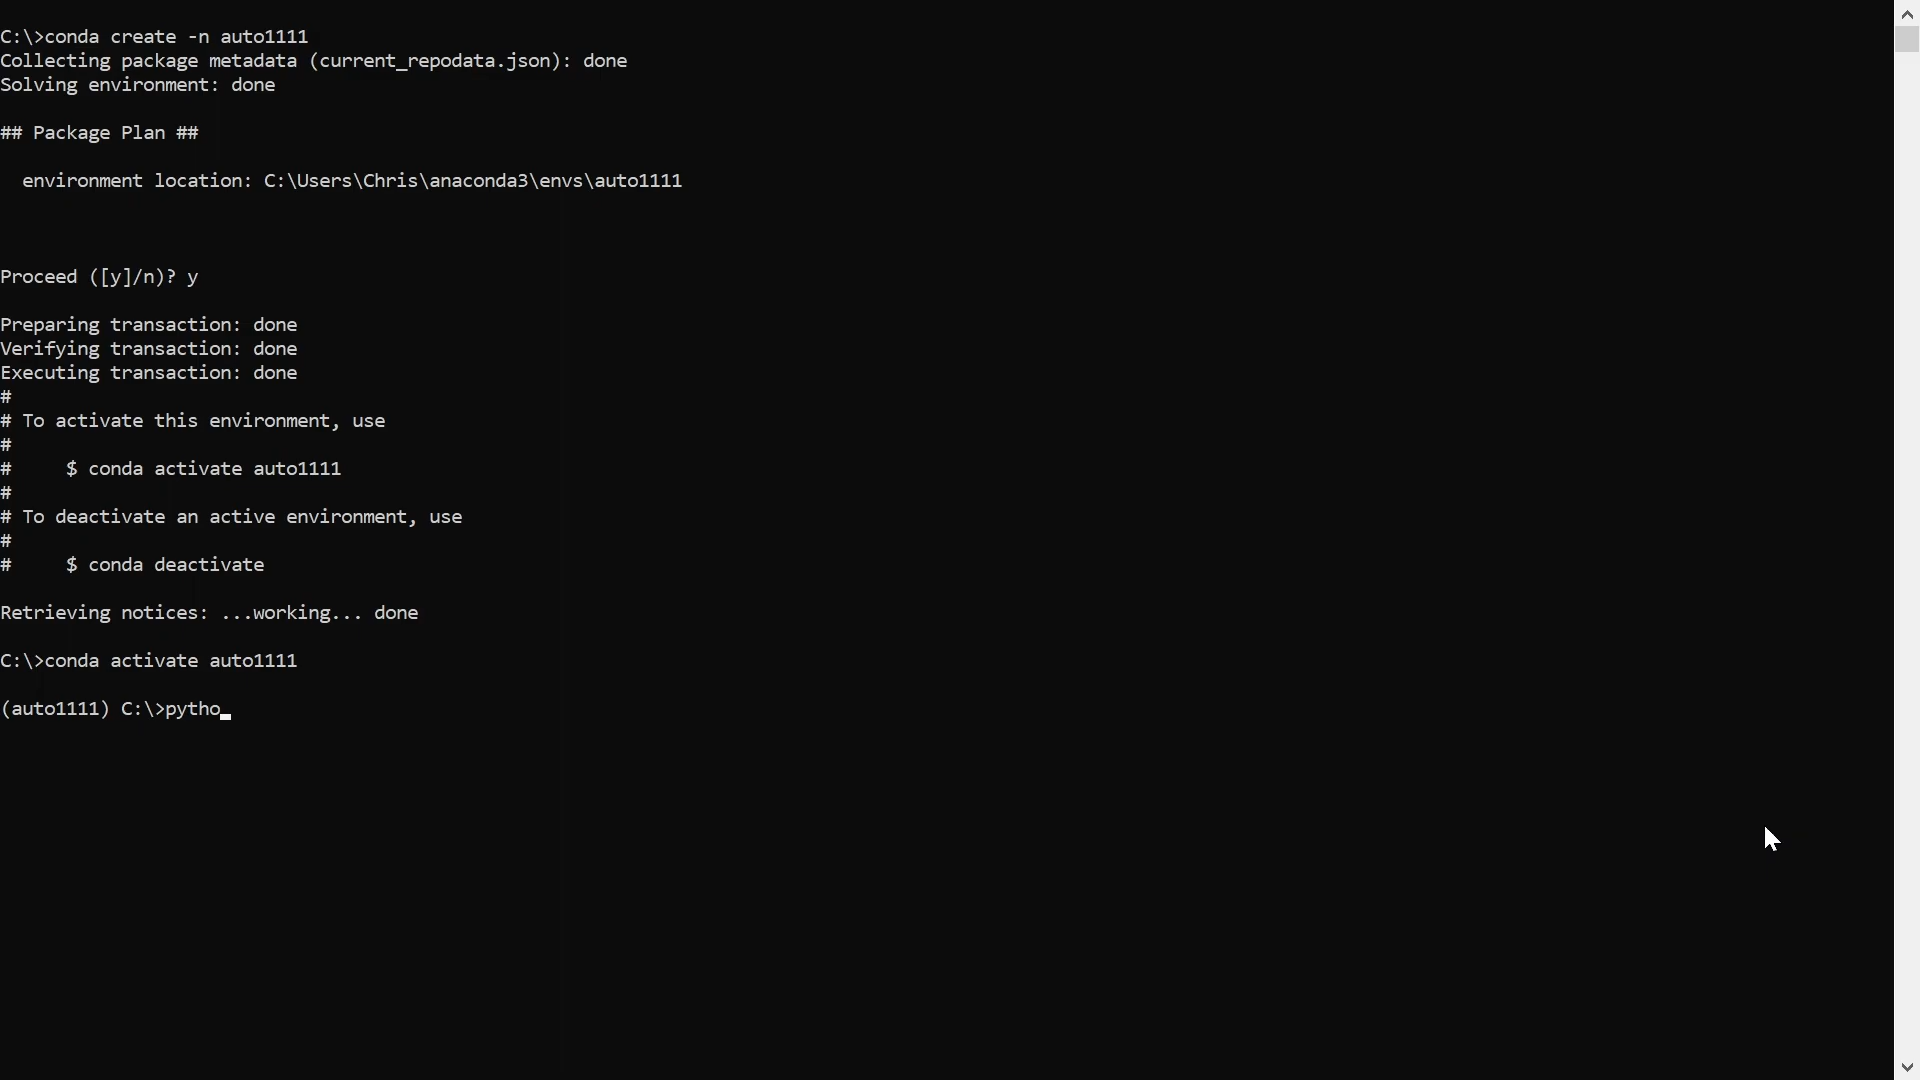 C:\>conda create -n auto1111
Collecting package metadata (current_repodata.json): done
Solving environment: done
## Package Plan ##
environment location: C:\Users\Chris\anaconda3\envs\auto1111
Proceed ([y]/n)? y
Preparing transaction: done
Verifying transaction: done
Executing transaction: done
#
# To activate this environment, use
#
#     $ conda activate auto1111
#
# To deactivate an active environment, use
#
#     $ conda deactivate
Retrieving notices: ...working... done
C:\>conda activate auto1111
(auto1111) C:\>pytho